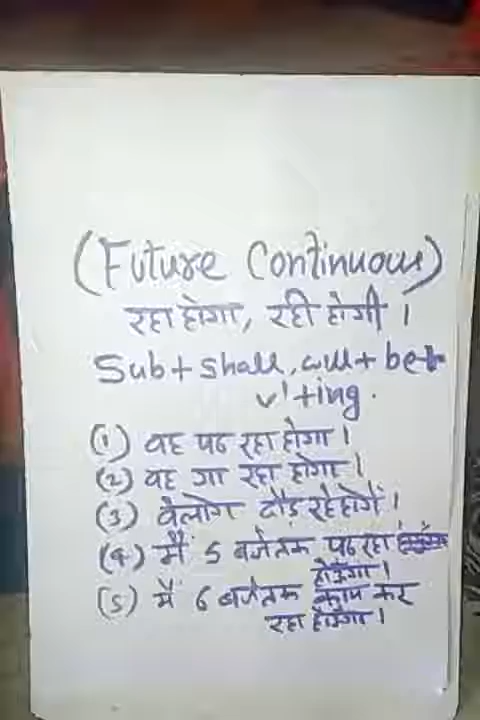 (Future Continuous)
रहा होगा, रही होगी ।
Sub + shall, will + be +
v¹ + ing .
(1) वह पढ रहा होगा ।
(2) वह गा रहा होगा ।
(3) वेलोग दौड़ रहे होगें ।
(4) मैं 5 बजेतक पढ रहा
होऊँगा ।
(5) मैं 6 बजेतक काम कर
रहा होऊँगा ।